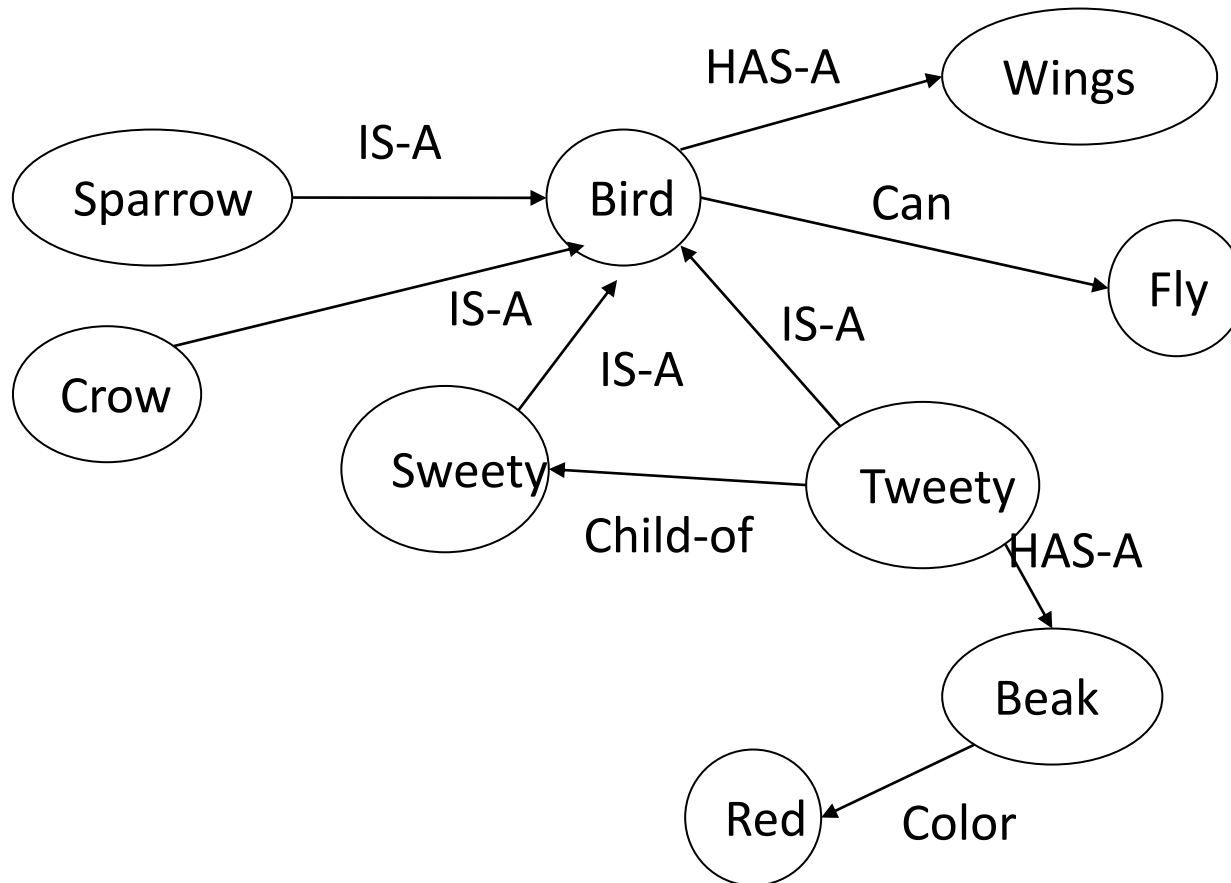 HAS-A
Wings
IS-A
Sparrow
Bird
Can
Fly
IS-A
IS-A
IS-A
Crow
Sweety
Tweety
Child-of
HAS-A
Beak
Red
Color